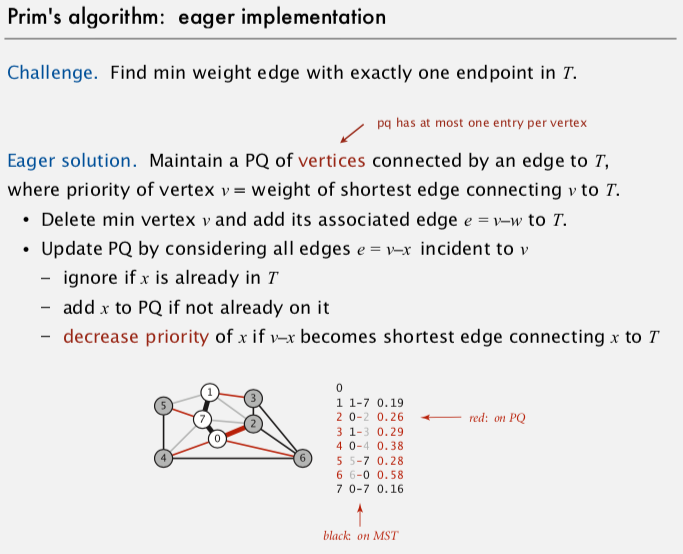 Prim's algorithm: eager implementation
Challenge. Find min weight edge with exactly one endpoint in T.
pq has at most one entry per vertex
Eager solution. Maintain a PQ of vertices connected by an edge to T,
where priority of vertex v = weight of shortest edge connecting v to T.
• Delete min vertex v and add its associated edge e = v–w to T.
• Update PQ by considering all edges e = v–x incident to v
– ignore if x is already in T
– add x to PQ if not already on it
– decrease priority of x if v–x becomes shortest edge connecting x to T
1
3
5
7
2
0
4
6
0
1 1-7 0.19
2 0-2 0.26
red: on PQ
3 1-3 0.29
4 0-4 0.38
5 5-7 0.28
6 6-0 0.58
7 0-7 0.16
black: on MST